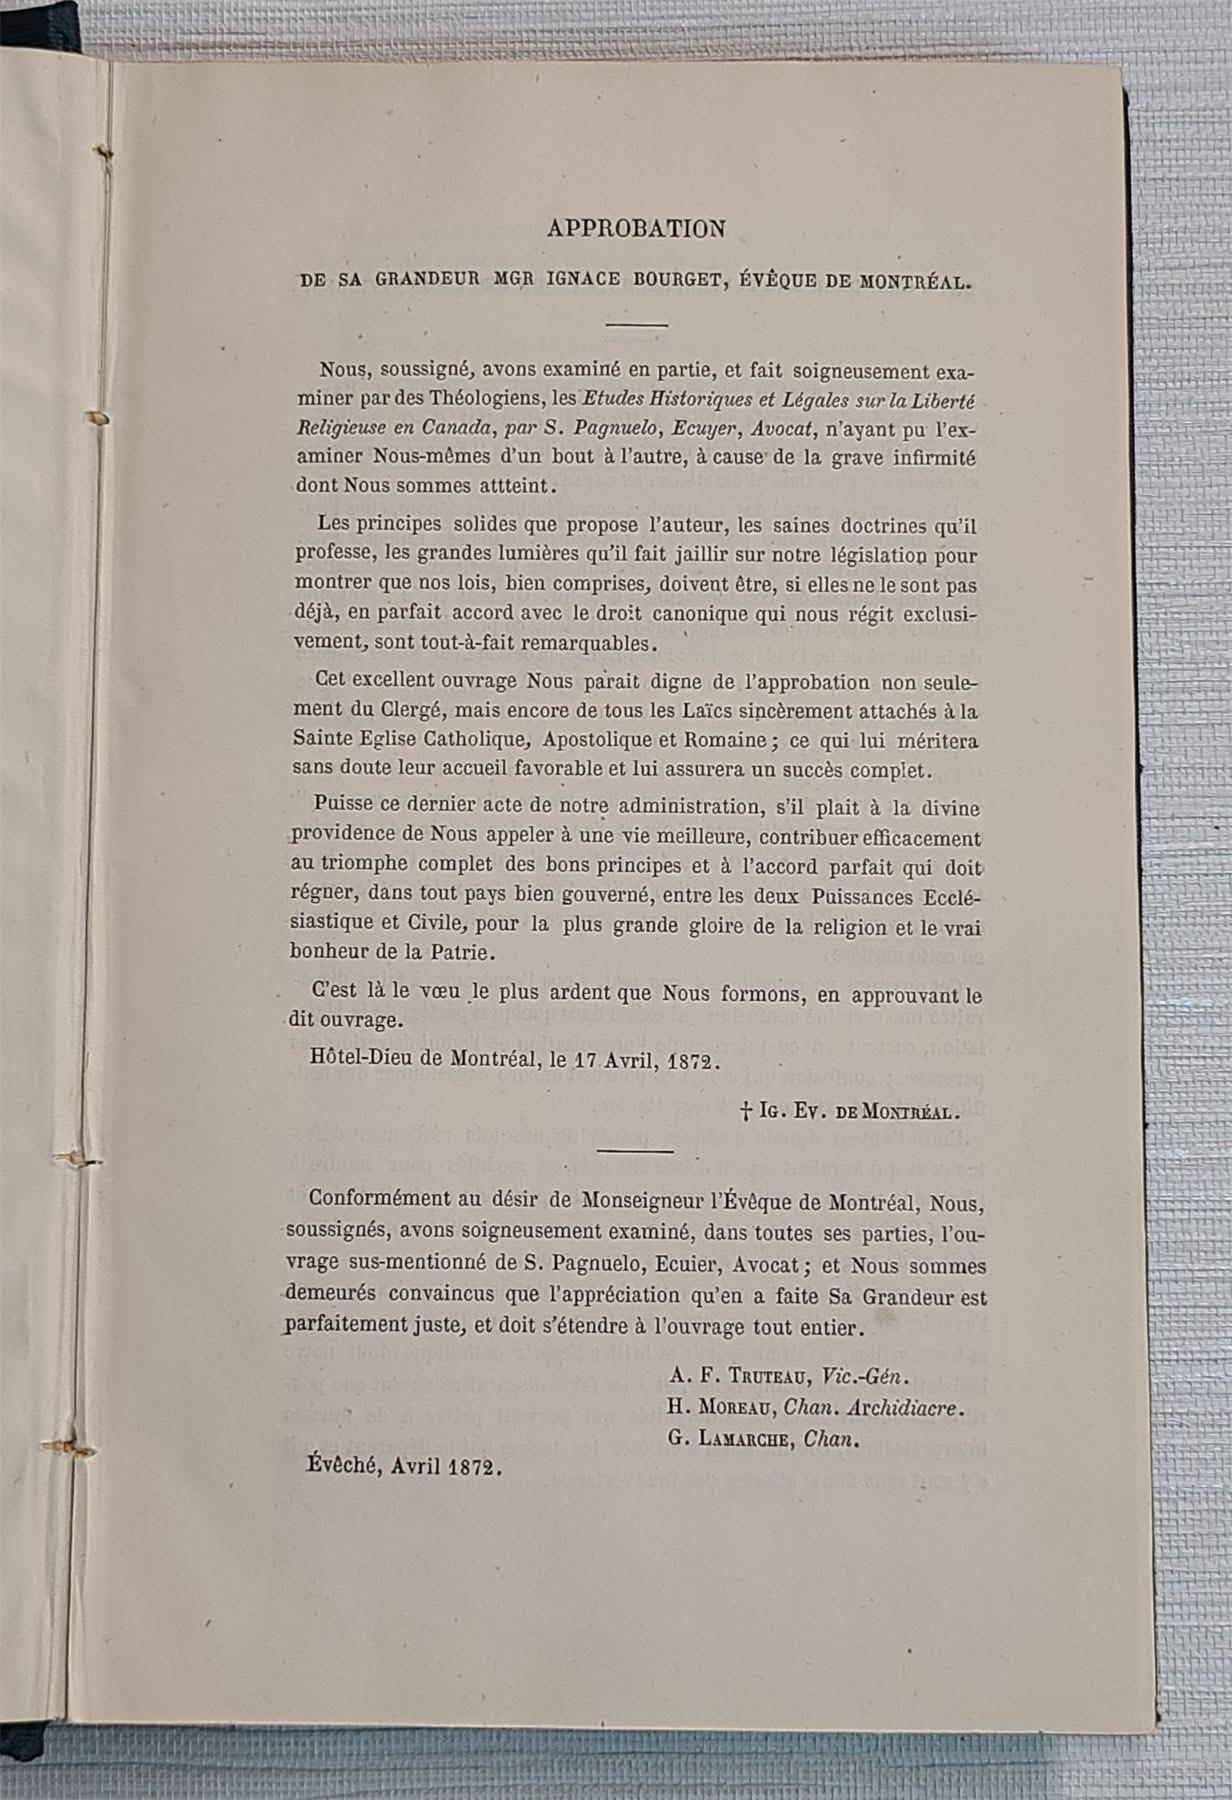 APPROBATION
DE SA GRANDEUR MGR IGNACE BOURGET, ÉVÊQUE DE MONTRÉAL.
Nous, soussigné, avons examiné en partie, et fait soigneusement exa-
miner par des Théologiens, les Etudes Historiques et Légales sur la Liberté
Religieuse en Canada, par S. Pagnuelo, Ecuyer, Avocat, n'ayant pu l'ex-
aminer Nous-mêmes d'un bout à l'autre, à cause de la grave infirmité
dont Nous sommes attteint.
Les principes solides que propose l'auteur, les saines doctrines qu'il
professe, les grandes lumières qu'il fait jaillir sur notre législation pour
montrer que nos lois, bien comprises, doivent être, si elles ne le sont pas
déjà, en parfait accord avec le droit canonique qui nous régit exclusi-
vement, sont tout-à-fait remarquables.
Cet excellent ouvrage Nous parait digne de l'approbation non seule-
ment du Clergé, mais encore de tous les Laïcs sincèrement attachés à la
Sainte Eglise Catholique, Apostolique et Romaine ; ce qui lui méritera
sans doute leur accueil favorable et lui assurera un succès complet.
Puisse ce dernier acte de notre administration, s'il plait à la divine
providence de Nous appeler à une vie meilleure, contribuer efficacement
au triomphe complet des bons principes et à l'accord parfait qui doit
régner, dans tout pays bien gouverné, entre les deux Puissances Ecclé-
siastique et Civile, pour la plus grande gloire de la religion et le vrai
bonheur de la Patrie.
C'est là le vœu le plus ardent que Nous formons, en approuvant le
dit ouvrage.
Hôtel-Dieu de Montréal, le 17 Avril, 1872.
† IG. EV. DE MONTRÉAL.
Conformément au désir de Monseigneur l'Évêque de Montréal, Nous,
soussignés, avons soigneusement examiné, dans toutes ses parties, l'ou-
vrage sus-mentionné de S. Pagnuelo, Ecuier, Avocat ; et Nous sommes
demeurés convaincus que l'appréciation qu'en a faite Sa Grandeur est
parfaitement juste, et doit s'étendre à l'ouvrage tout entier.
A. F. TRUTEAU, Vic.-Gén.
H. MOREAU, Chan. Archidiacre.
G. LAMARCHE, Chan.
Évêché, Avril 1872.